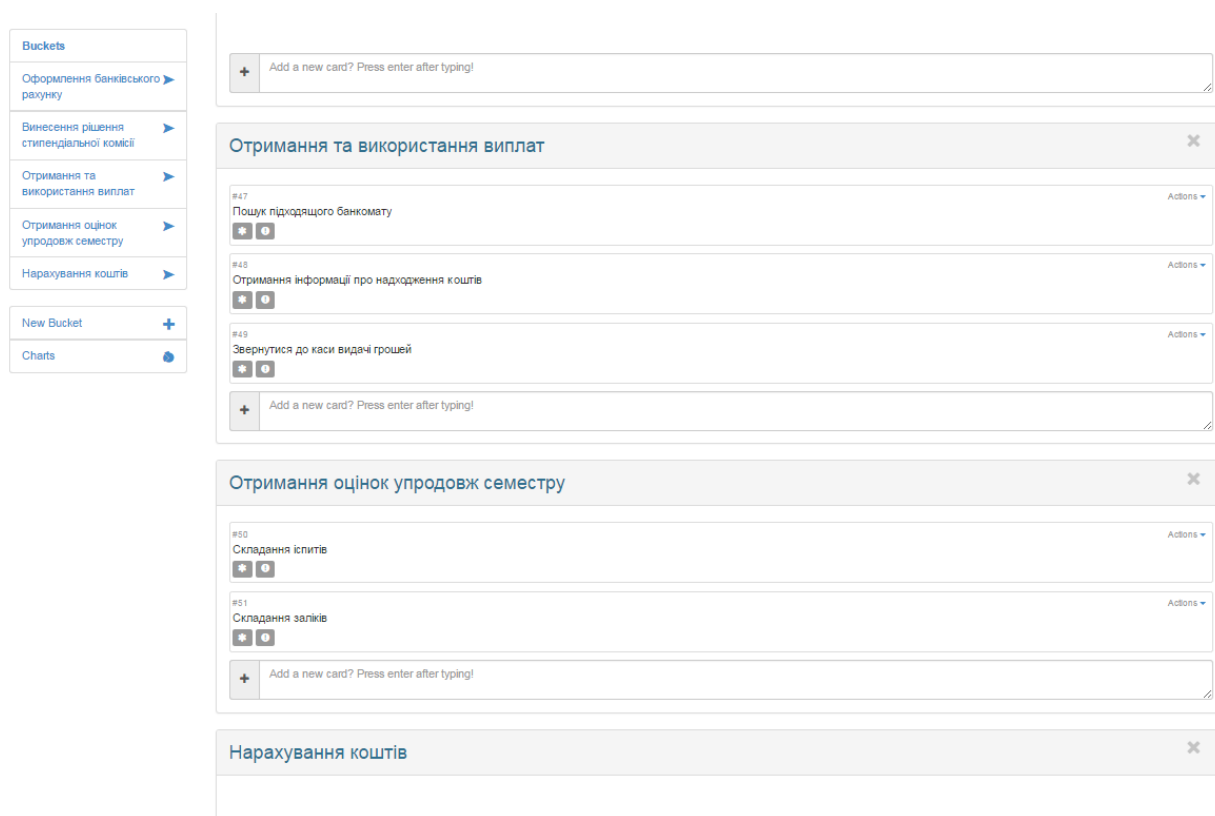 Buckets
Оформлення банківського
рахунку
Винесення рішення
стипендіальної комісії
Отримання та
використання виплат
Отримання оцінок
упродовж семестру
Нарахування коштів
New Bucket
Charts
Add a new card? Press enter after typing!
Отримання та використання виплат
#47
Actions
Пошук підходящого банкомату
#48
Actions
Отримання інформації про надходження коштів
#49
Actions
Звернутися до каси видачі грошей
Add a new card? Press enter after typing!
Отримання оцінок упродовж семестру
#50
Actions
Складання іспитів
#51
Actions
Складання заліків
Add a new card? Press enter after typing!
Нарахування коштів